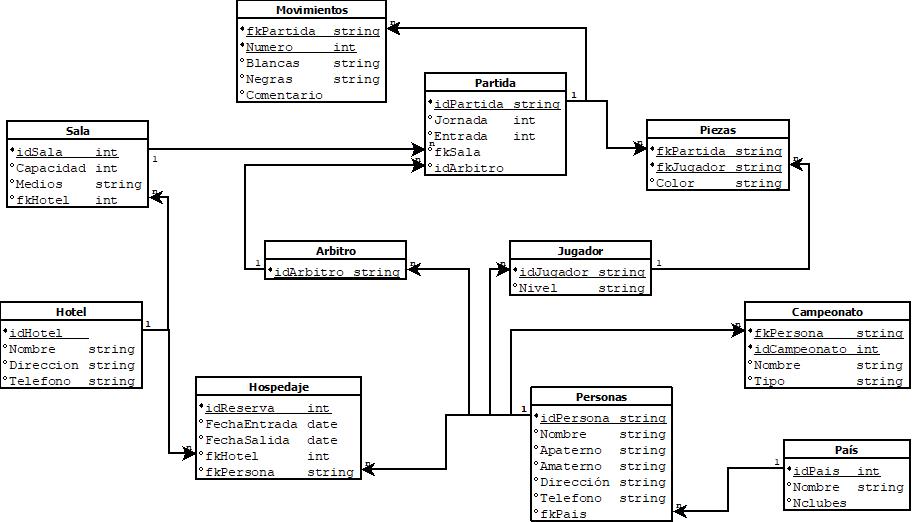 Movimientos
fkPartida string
Numero int
Blancas string
Negras string
Comentario
n
1
Partida
idPartida string
Jornada int
Entrada int
fkSala
idArbitro
n
n
Sala
idSala int
Capacidad int
Medios string
fkHotel int
1
n
Piezas
fkPartida string
fkJugador string
Color string
n
n
Arbitro
idArbitro string
1
n
Jugador
idJugador string
Nivel string
n
1
Hotel
idHotel
Nombre string
Direccion string
Telefono string
1
Campeonato
fkPersona string
idCampeonato int
Nombre string
Tipo string
n
Hospedaje
idReserva int
FechaEntrada date
FechaSalida date
fkHotel int
fkPersona string
n
n
Personas
idPersona string
Nombre string
Apaterno string
Amaterno string
Dirección string
Telefono string
fkPais
1
n
País
idPais int
Nombre string
Nclubes
1